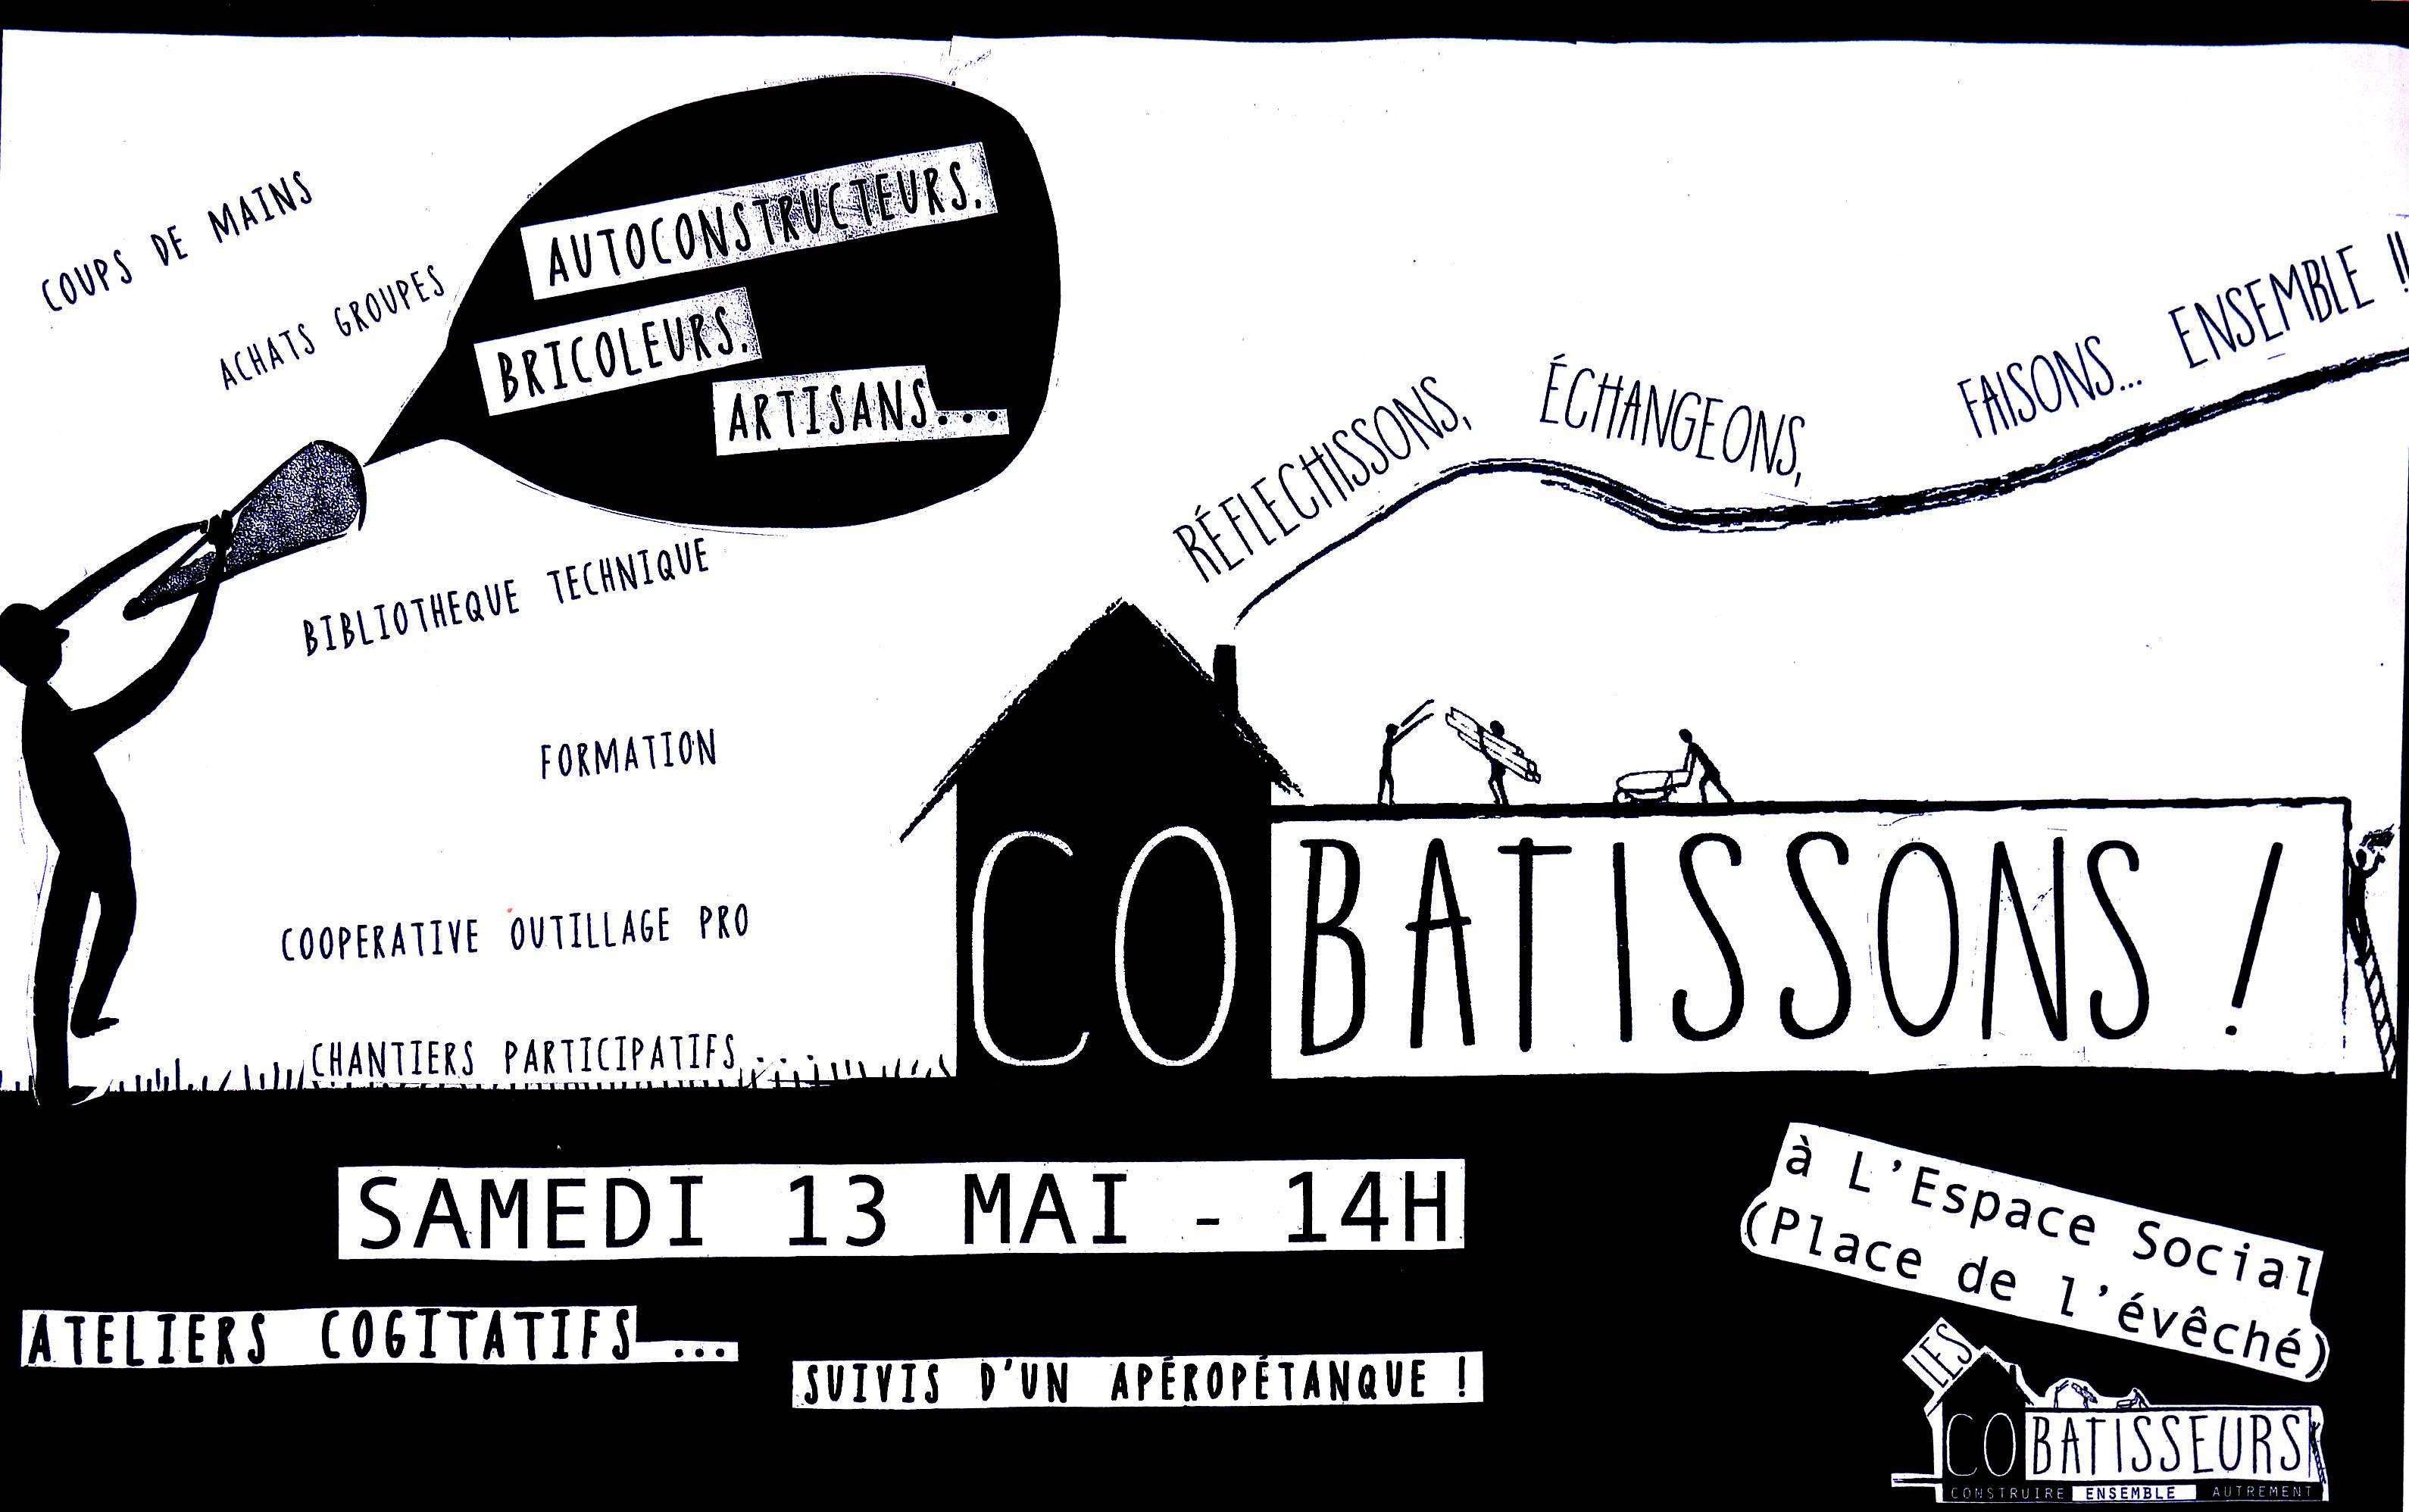 COUPS DE MAINS
ACHATS GROUPES
AUTOCONSTRUCTEURS,
BRICOLEURS,
ARTISANS...
BIBLIOTHEQUE TECHNIQUE
FORMATION
COOPERATIVE OUTILLAGE PRO
CHANTIERS PARTICIPATIFS...
RÉFLECHISSONS, ÉCHANGEONS, FAISONS... ENSEMBLE !!
COBATISSONS !
SAMEDI 13 MAI - 14H
à L'Espace Social
(Place de l'évêché)
ATELIERS COGITATIFS ...
SUIVIS D'UN APÉROPÉTANQUE !
LES
COBATISSEURS
CONSTRUIRE ENSEMBLE AUTREMENT